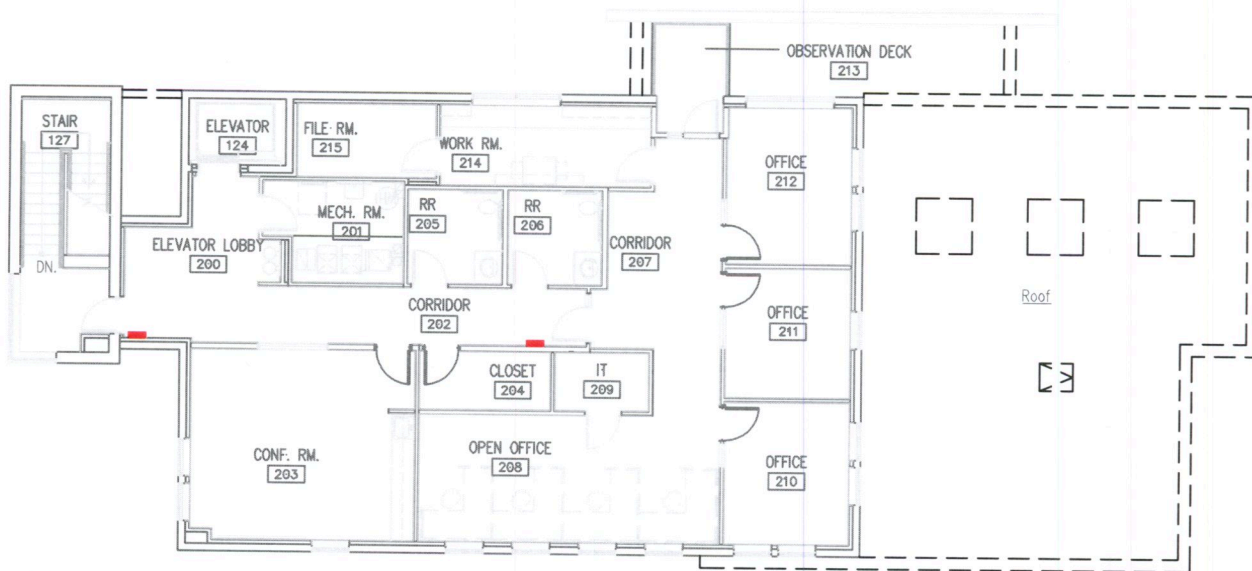 OBSERVATION DECK
213
STAIR
127
ELEVATOR
124
FILE RM.
215
WORK RM.
214
OFFICE
212
MECH. RM.
201
RR
205
RR
206
ELEVATOR LOBBY
200
CORRIDOR
207
DN.
CORRIDOR
202
OFFICE
211
Roof
CLOSET
204
IT
209
CONF. RM.
203
OPEN OFFICE
208
OFFICE
210